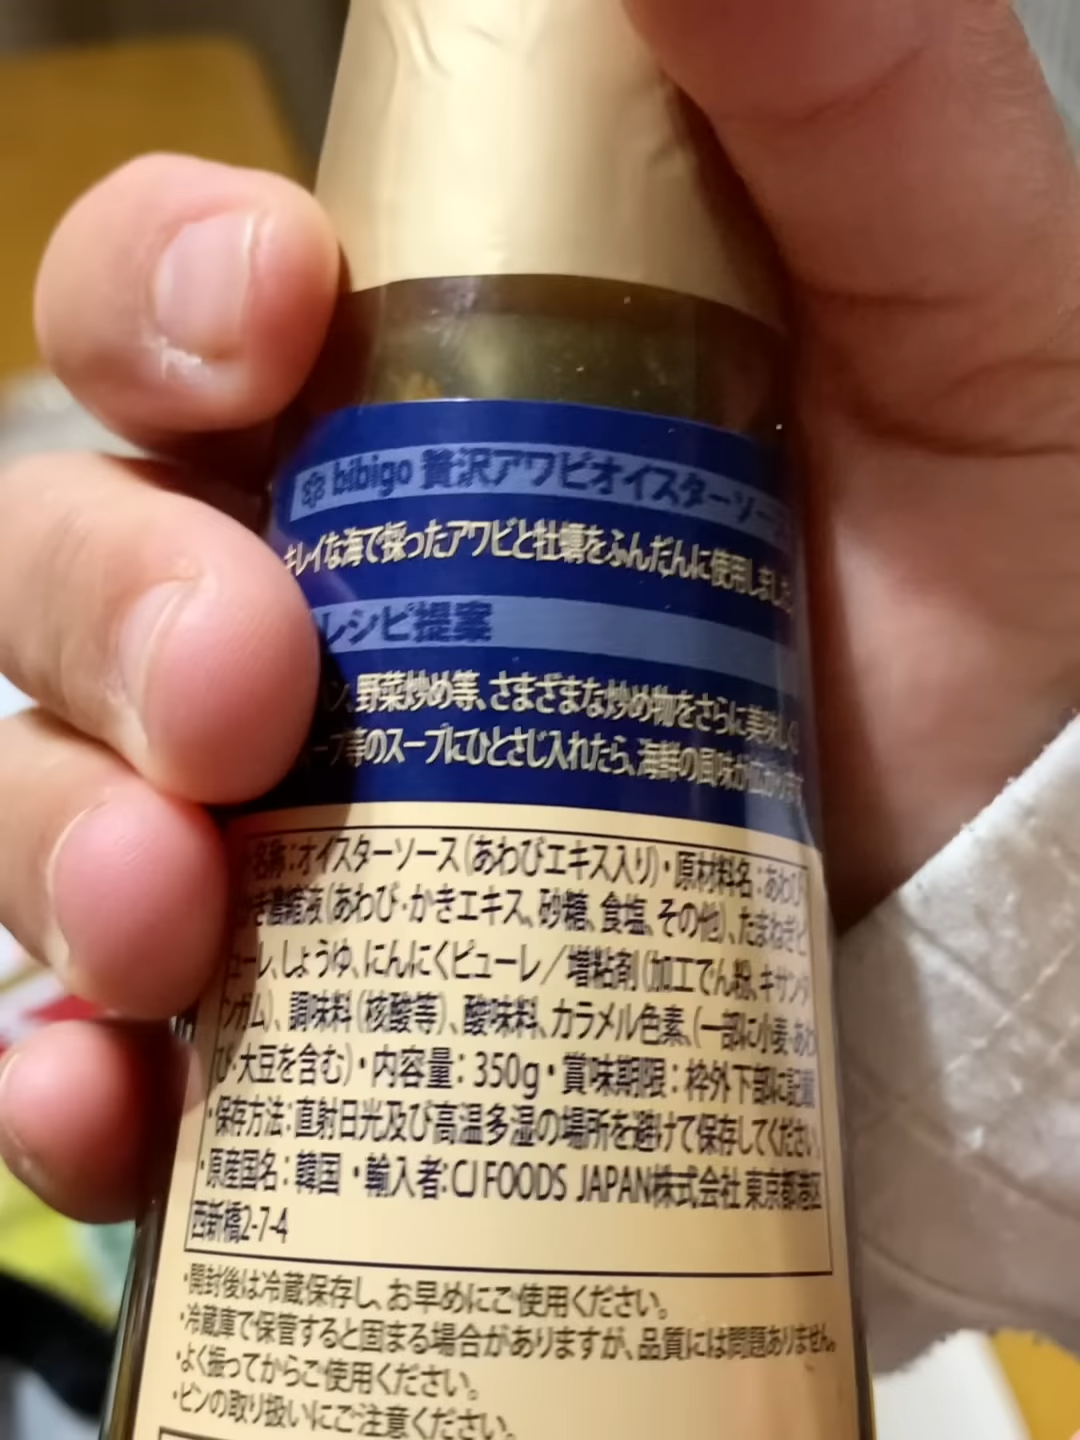 bibigo 贅沢アワビオイスターソース
キレイな海で採ったアワビと牡蠣をふんだんに使用しました
レシピ提案
野菜炒め等、さまざまな炒め物をさらに美味しく
ープ等のスープにひとさじ入れたら、海鮮の風味が広がります
名称:オイスターソース(あわびエキス入り)・原材料名:あわび
かき濃縮液(あわび・かきエキス、砂糖、食塩、その他)、たまねぎピ
ューレ、しょうゆ、にんにくピューレ/増粘剤(加工でん粉、キサンタ
ンガム)、調味料(核酸等)、酸味料、カラメル色素、(一部に小麦・あわ
び・大豆を含む)・内容量:350g・賞味期限:枠外下部に記載
・保存方法:直射日光及び高温多湿の場所を避けて保存してください。
・原産国名:韓国・輸入者:CJ FOODS JAPAN株式会社 東京都港区
西新橋2-7-4
・開封後は冷蔵保存し、お早めにご使用ください。
・冷蔵庫で保管すると固まる場合がありますが、品質には問題ありません。
・よく振ってからご使用ください。
・ビンの取り扱いにご注意ください。